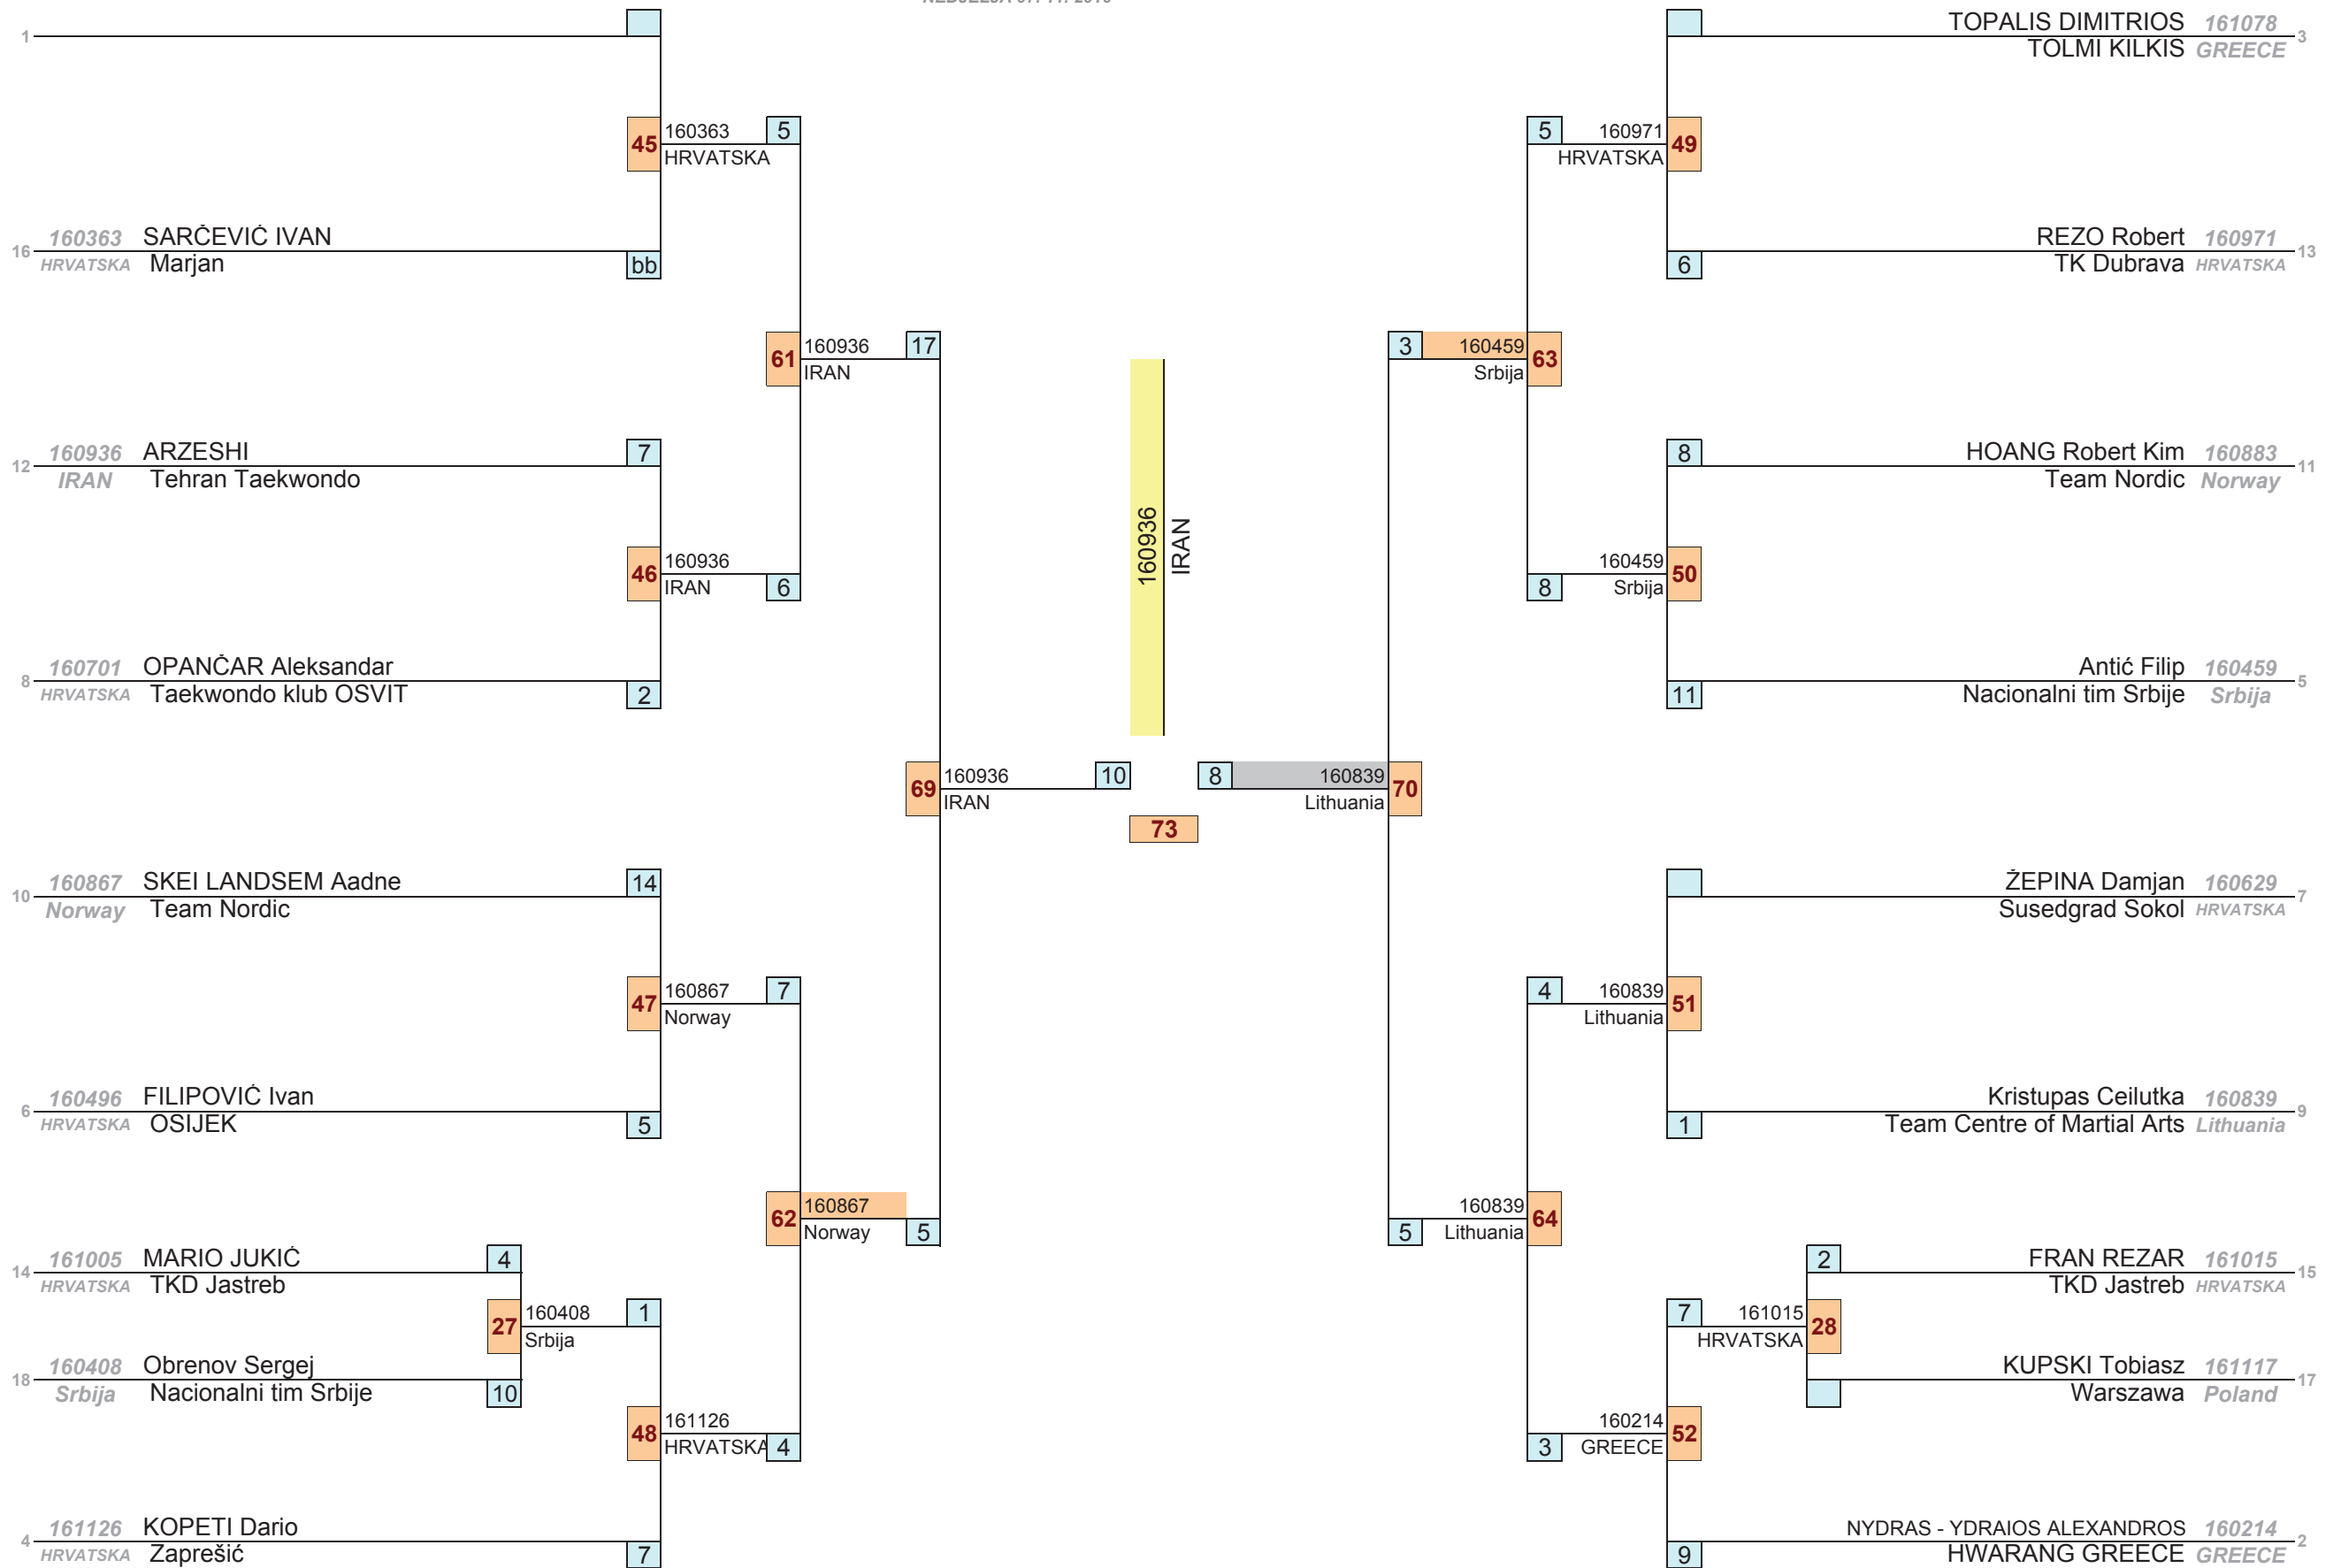 1
16 160363 SARČEVIĆ IVAN
HRVATSKA Marjan
bb
45
160363 5
HRVATSKA
12 160936 ARZESHI 7
IRAN Tehran Taekwondo
46
160936
IRAN 6
8 160701 OPANČAR Aleksandar
HRVATSKA Taekwondo klub OSVIT 2
61
160936 17
IRAN
10 160867 SKEI LANDSEM Aadne 14
Norway Team Nordic
47
160867 7
Norway
6 160496 FILIPOVIĆ Ivan
HRVATSKA OSIJEK 5
62
160867
Norway 5
14 161005 MARIO JUKIĆ 4
HRVATSKA TKD Jastreb
27
160408 1
Srbija
18 160408 Obrenov Sergej
Srbija Nacionalni tim Srbije 10
48
161126
HRVATSKA 4
4 161126 KOPETI Dario
HRVATSKA Zaprešić 7
69
160936 10
IRAN
160936
IRAN
73
8 160839 70
Lithuania
TOPALIS DIMITRIOS 161078 3
TOLMI KILKIS GREECE
5 160971 49
HRVATSKA
REZO Robert 160971 13
6 TK Dubrava HRVATSKA
3 160459 63
Srbija
8 HOANG Robert Kim 160883 11
Team Nordic Norway
160459 50
8 Srbija
Antić Filip 160459 5
11 Nacionalni tim Srbije Srbija
ŽEPINA Damjan 160629 7
Susedgrad Sokol HRVATSKA
4 160839 51
Lithuania
Kristupas Ceilutka 160839 9
1 Team Centre of Martial Arts Lithuania
160839 64
5 Lithuania
2 FRAN REZAR 161015 15
TKD Jastreb HRVATSKA
7 161015 28
HRVATSKA
KUPSKI Tobiasz 161117 17
Warszawa Poland
160214 52
3 GREECE
NYDRAS - YDRAIOS ALEXANDROS 160214 2
9 HWARANG GREECE GREECE